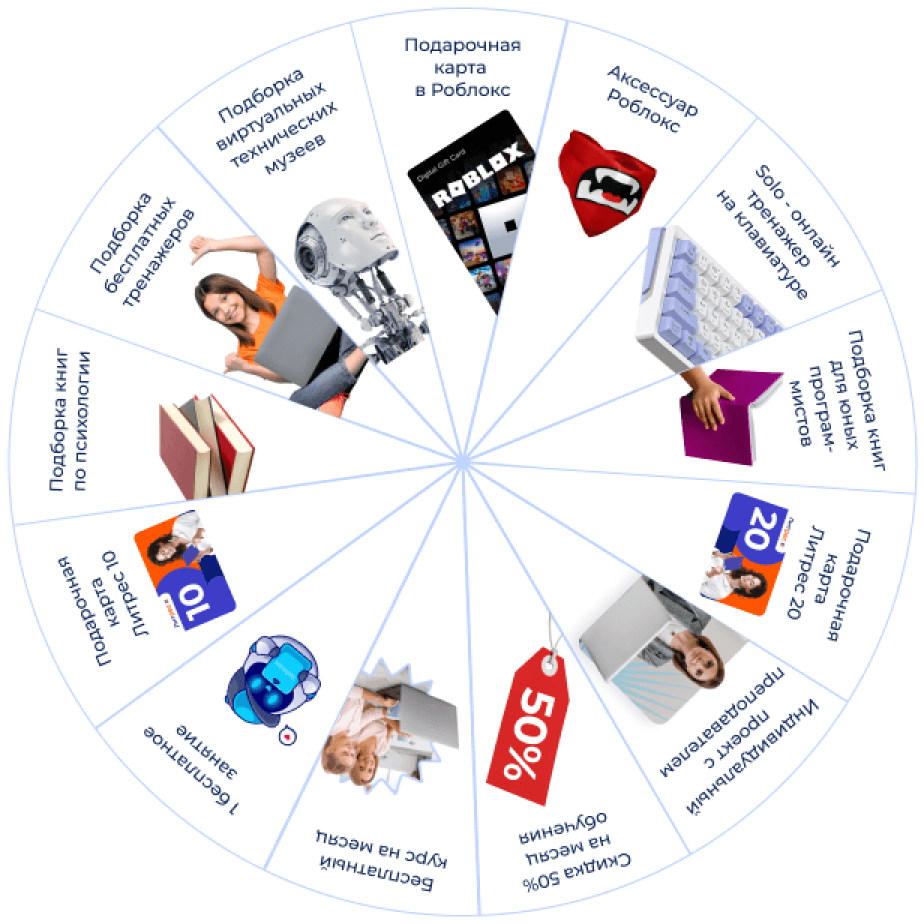 Подарочная
карта
в Роблокс
Digital Gift Card
ROBLOX
Аксессуар
Роблокс
Solo - онлайн
тренажер
на клавиатуре
Подборка книг
для юных
програм-
мистов
Подарочная
карта
Литрес 20
20
Индивидуальный
проект с
преподавателем
Скидка 50%
на месяц
обучения
50%
Бесплатный
курс на месяц
1 бесплатное
занятие
Подарочная
карта
Литрес 10
10
Подборка книг
по психологии
Подборка
бесплатных
тренажеров
Подборка
виртуальных
технических
музеев